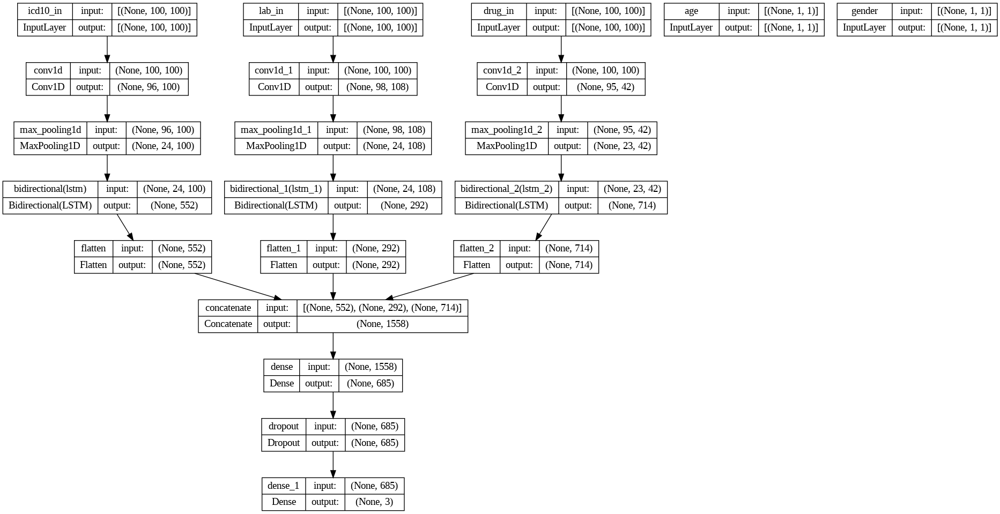 icd10_in input: [(None, 100, 100)]
InputLayer output: [(None, 100, 100)]
lab_in input: [(None, 100, 100)]
InputLayer output: [(None, 100, 100)]
drug_in input: [(None, 100, 100)]
InputLayer output: [(None, 100, 100)]
age input: [(None, 1, 1)]
InputLayer output: [(None, 1, 1)]
gender input: [(None, 1, 1)]
InputLayer output: [(None, 1, 1)]
conv1d input: (None, 100, 100)
Conv1D output: (None, 96, 100)
conv1d_1 input: (None, 100, 100)
Conv1D output: (None, 98, 108)
conv1d_2 input: (None, 100, 100)
Conv1D output: (None, 95, 42)
max_pooling1d input: (None, 96, 100)
MaxPooling1D output: (None, 24, 100)
max_pooling1d_1 input: (None, 98, 108)
MaxPooling1D output: (None, 24, 108)
max_pooling1d_2 input: (None, 95, 42)
MaxPooling1D output: (None, 23, 42)
bidirectional(lstm) input: (None, 24, 100)
Bidirectional(LSTM) output: (None, 552)
bidirectional_1(lstm_1) input: (None, 24, 108)
Bidirectional(LSTM) output: (None, 292)
bidirectional_2(lstm_2) input: (None, 23, 42)
Bidirectional(LSTM) output: (None, 714)
flatten input: (None, 552)
Flatten output: (None, 552)
flatten_1 input: (None, 292)
Flatten output: (None, 292)
flatten_2 input: (None, 714)
Flatten output: (None, 714)
concatenate input: [(None, 552), (None, 292), (None, 714)]
Concatenate output: (None, 1558)
dense input: (None, 1558)
Dense output: (None, 685)
dropout input: (None, 685)
Dropout output: (None, 685)
dense_1 input: (None, 685)
Dense output: (None, 3)